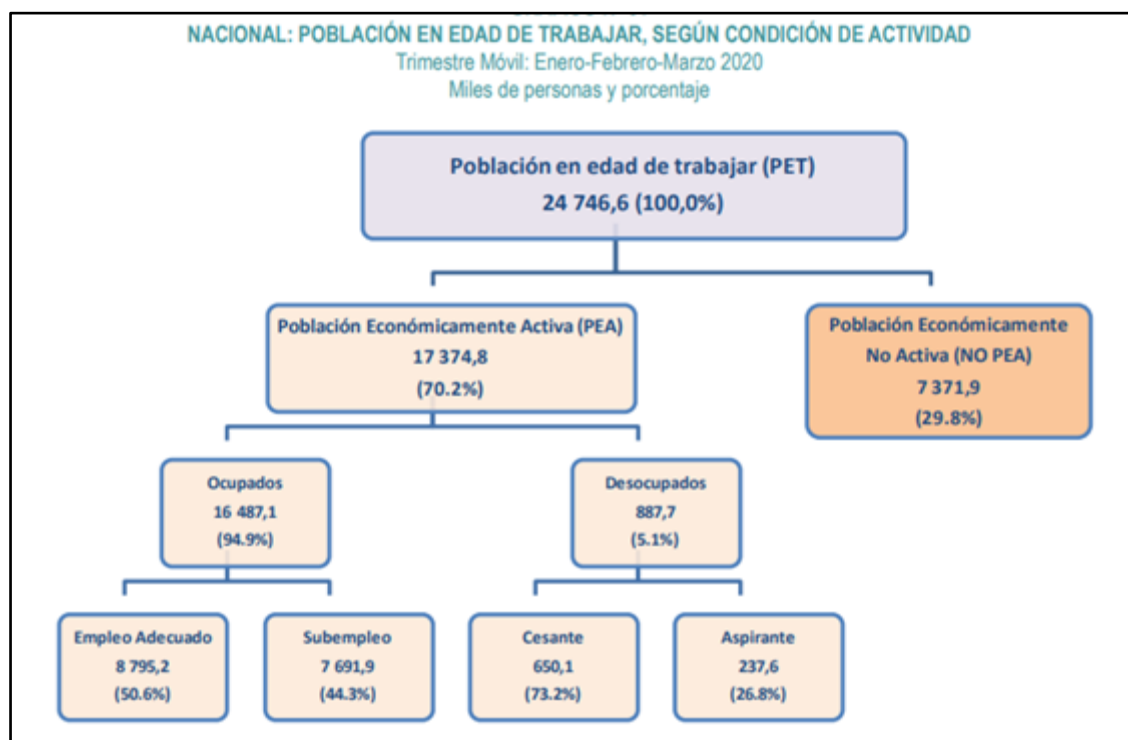 NACIONAL: POBLACIÓN EN EDAD DE TRABAJAR, SEGÚN CONDICIÓN DE ACTIVIDAD
Trimestre Móvil: Enero-Febrero-Marzo 2020
Miles de personas y porcentaje
Población en edad de trabajar (PET)
24 746,6 (100,0%)
Población Económicamente Activa (PEA)
17 374,8
(70.2%)
Población Económicamente
No Activa (NO PEA)
7 371,9
(29.8%)
Ocupados
16 487,1
(94.9%)
Desocupados
887,7
(5.1%)
Empleo Adecuado
8 795,2
(50.6%)
Subempleo
7 691,9
(44.3%)
Cesante
650,1
(73.2%)
Aspirante
237,6
(26.8%)